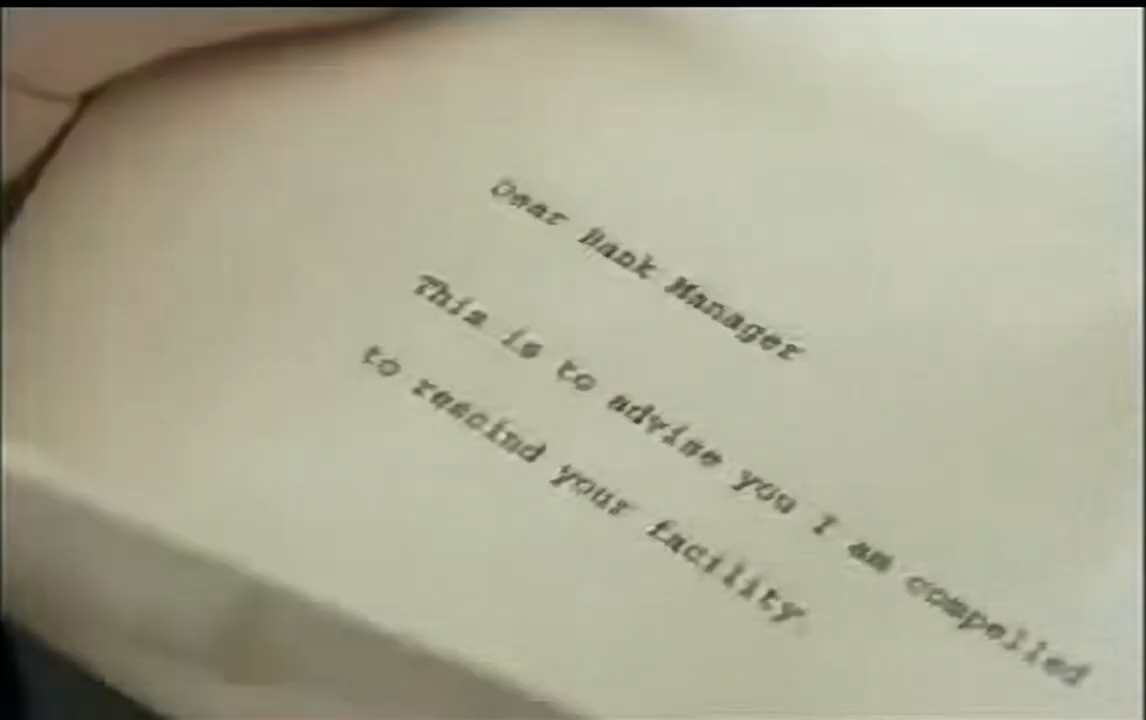 Dear Bank Manager
This is to advise you I am compelled
to rescind your facility